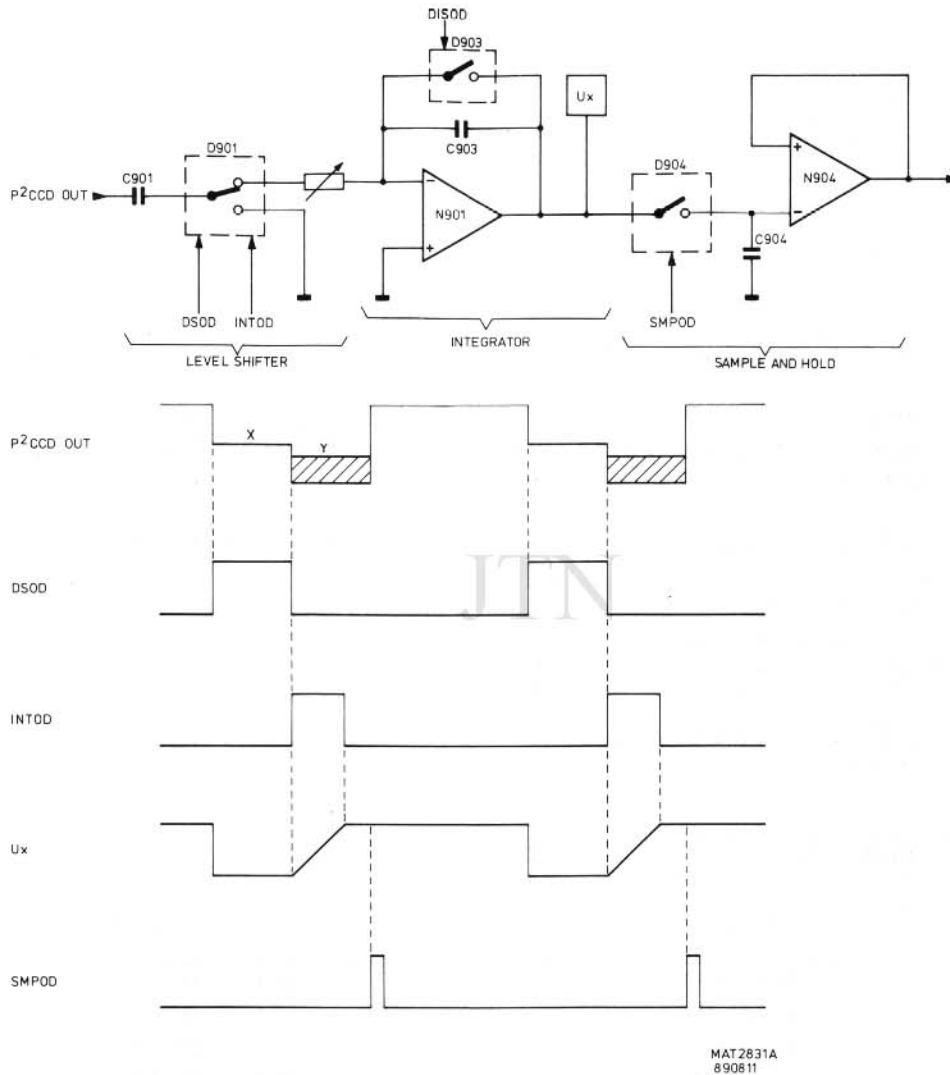 DISOD
D903
Ux
C903
D901
C901
P²CCD OUT
N901
D904
N904
C904
DSOD INTOD
SMPOD
LEVEL SHIFTER
INTEGRATOR
SAMPLE AND HOLD
P²CCD OUT
X
Y
DSOD
JTN
INTOD
Ux
SMPOD
MAT2831A
890811